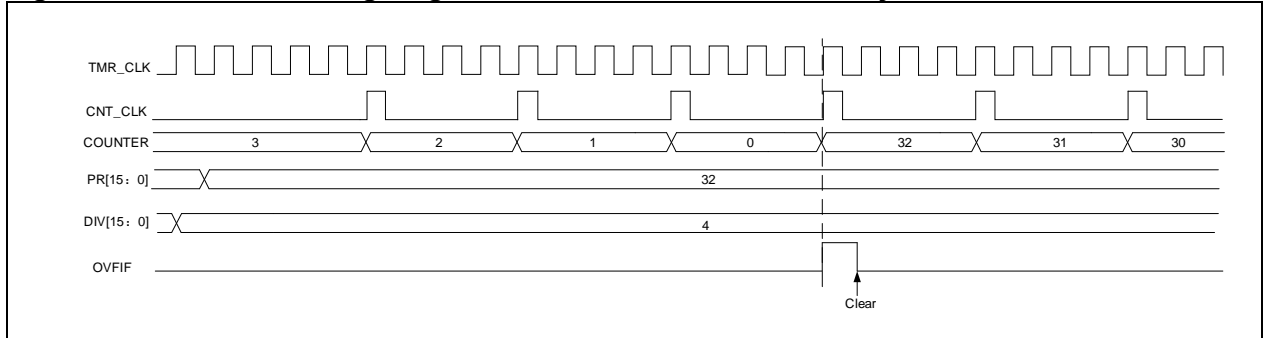 TMR_CLK
CNT_CLK
COUNTER 3 2 1 0 32 31 30
PR[15：0] 32
DIV[15：0] 4
OVFIF
Clear